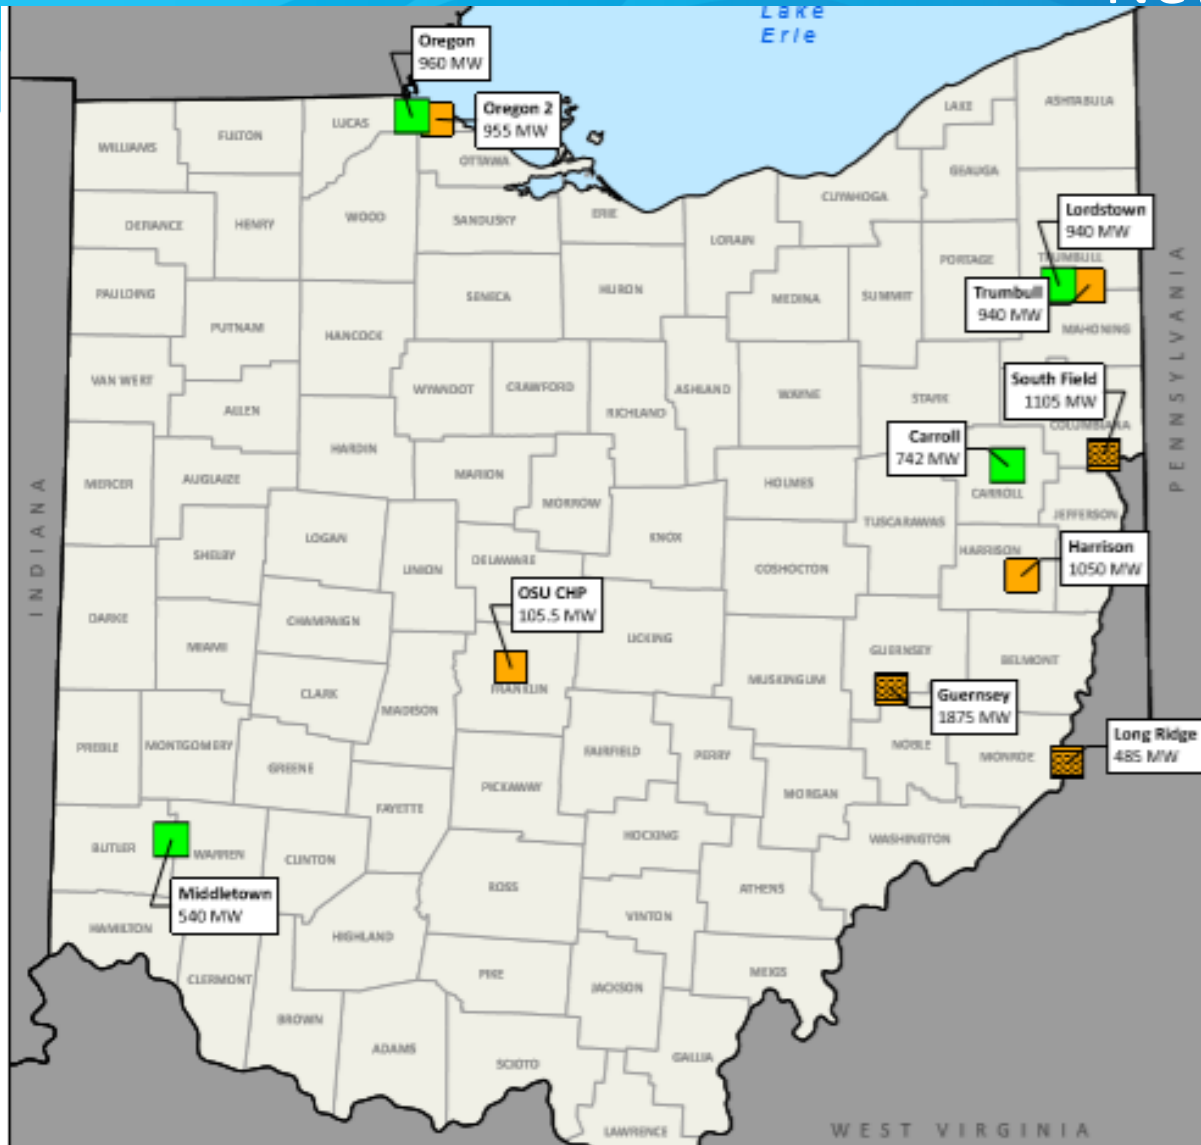 Lake
Erie
Oregon
960 MW
Oregon 2
955 MW
LAKE
ASHTABULA
LUCAS
FULTON
WILLIAMS
OTTAWA
GEAUGA
CUYAHOGA
ERIE
WOOD
SANDUSKY
DEFIANCE
HENRY
LORAIN
Lordstown
940 MW
TRUMBULL
PORTAGE
PAULDING
SENECA
HURON
MEDINA
SUMMIT
Trumbull
940 MW
PUTNAM
HANCOCK
MAHONING
PENNSYLVANIA
VAN WERT
WYANDOT
CRAWFORD
ASHLAND
WAYNE
STARK
South Field
1105 MW
ALLEN
RICHLAND
COLUMBIANA
HARDIN
Carroll
742 MW
MERCER
AUGLAIZE
MARION
HOLMES
CARROLL
MORROW
JEFFERSON
TUSCARAWAS
INDIANA
LOGAN
KNOX
SHELBY
UNION
DELAWARE
COSHOCTON
HARRISON
Harrison
1050 MW
OSU CHP
105.5 MW
DARKE
CHAMPAIGN
LICKING
MIAMI
GUERNSEY
BELMONT
CLARK
FRANKLIN
MUSKINGUM
MADISON
Guernsey
1875 MW
PREBLE
MONTGOMERY
FAIRFIELD
PERRY
NOBLE
MONROE
Long Ridge
485 MW
GREENE
PICKAWAY
MORGAN
FAYETTE
HOCKING
WASHINGTON
BUTLER
WARREN
CLINTON
ROSS
ATHENS
Middletown
540 MW
VINTON
HAMILTON
HIGHLAND
PIKE
MEIGS
CLERMONT
JACKSON
BROWN
ADAMS
SCIOTO
GALLIA
LAWRENCE
WEST VIRGINIA